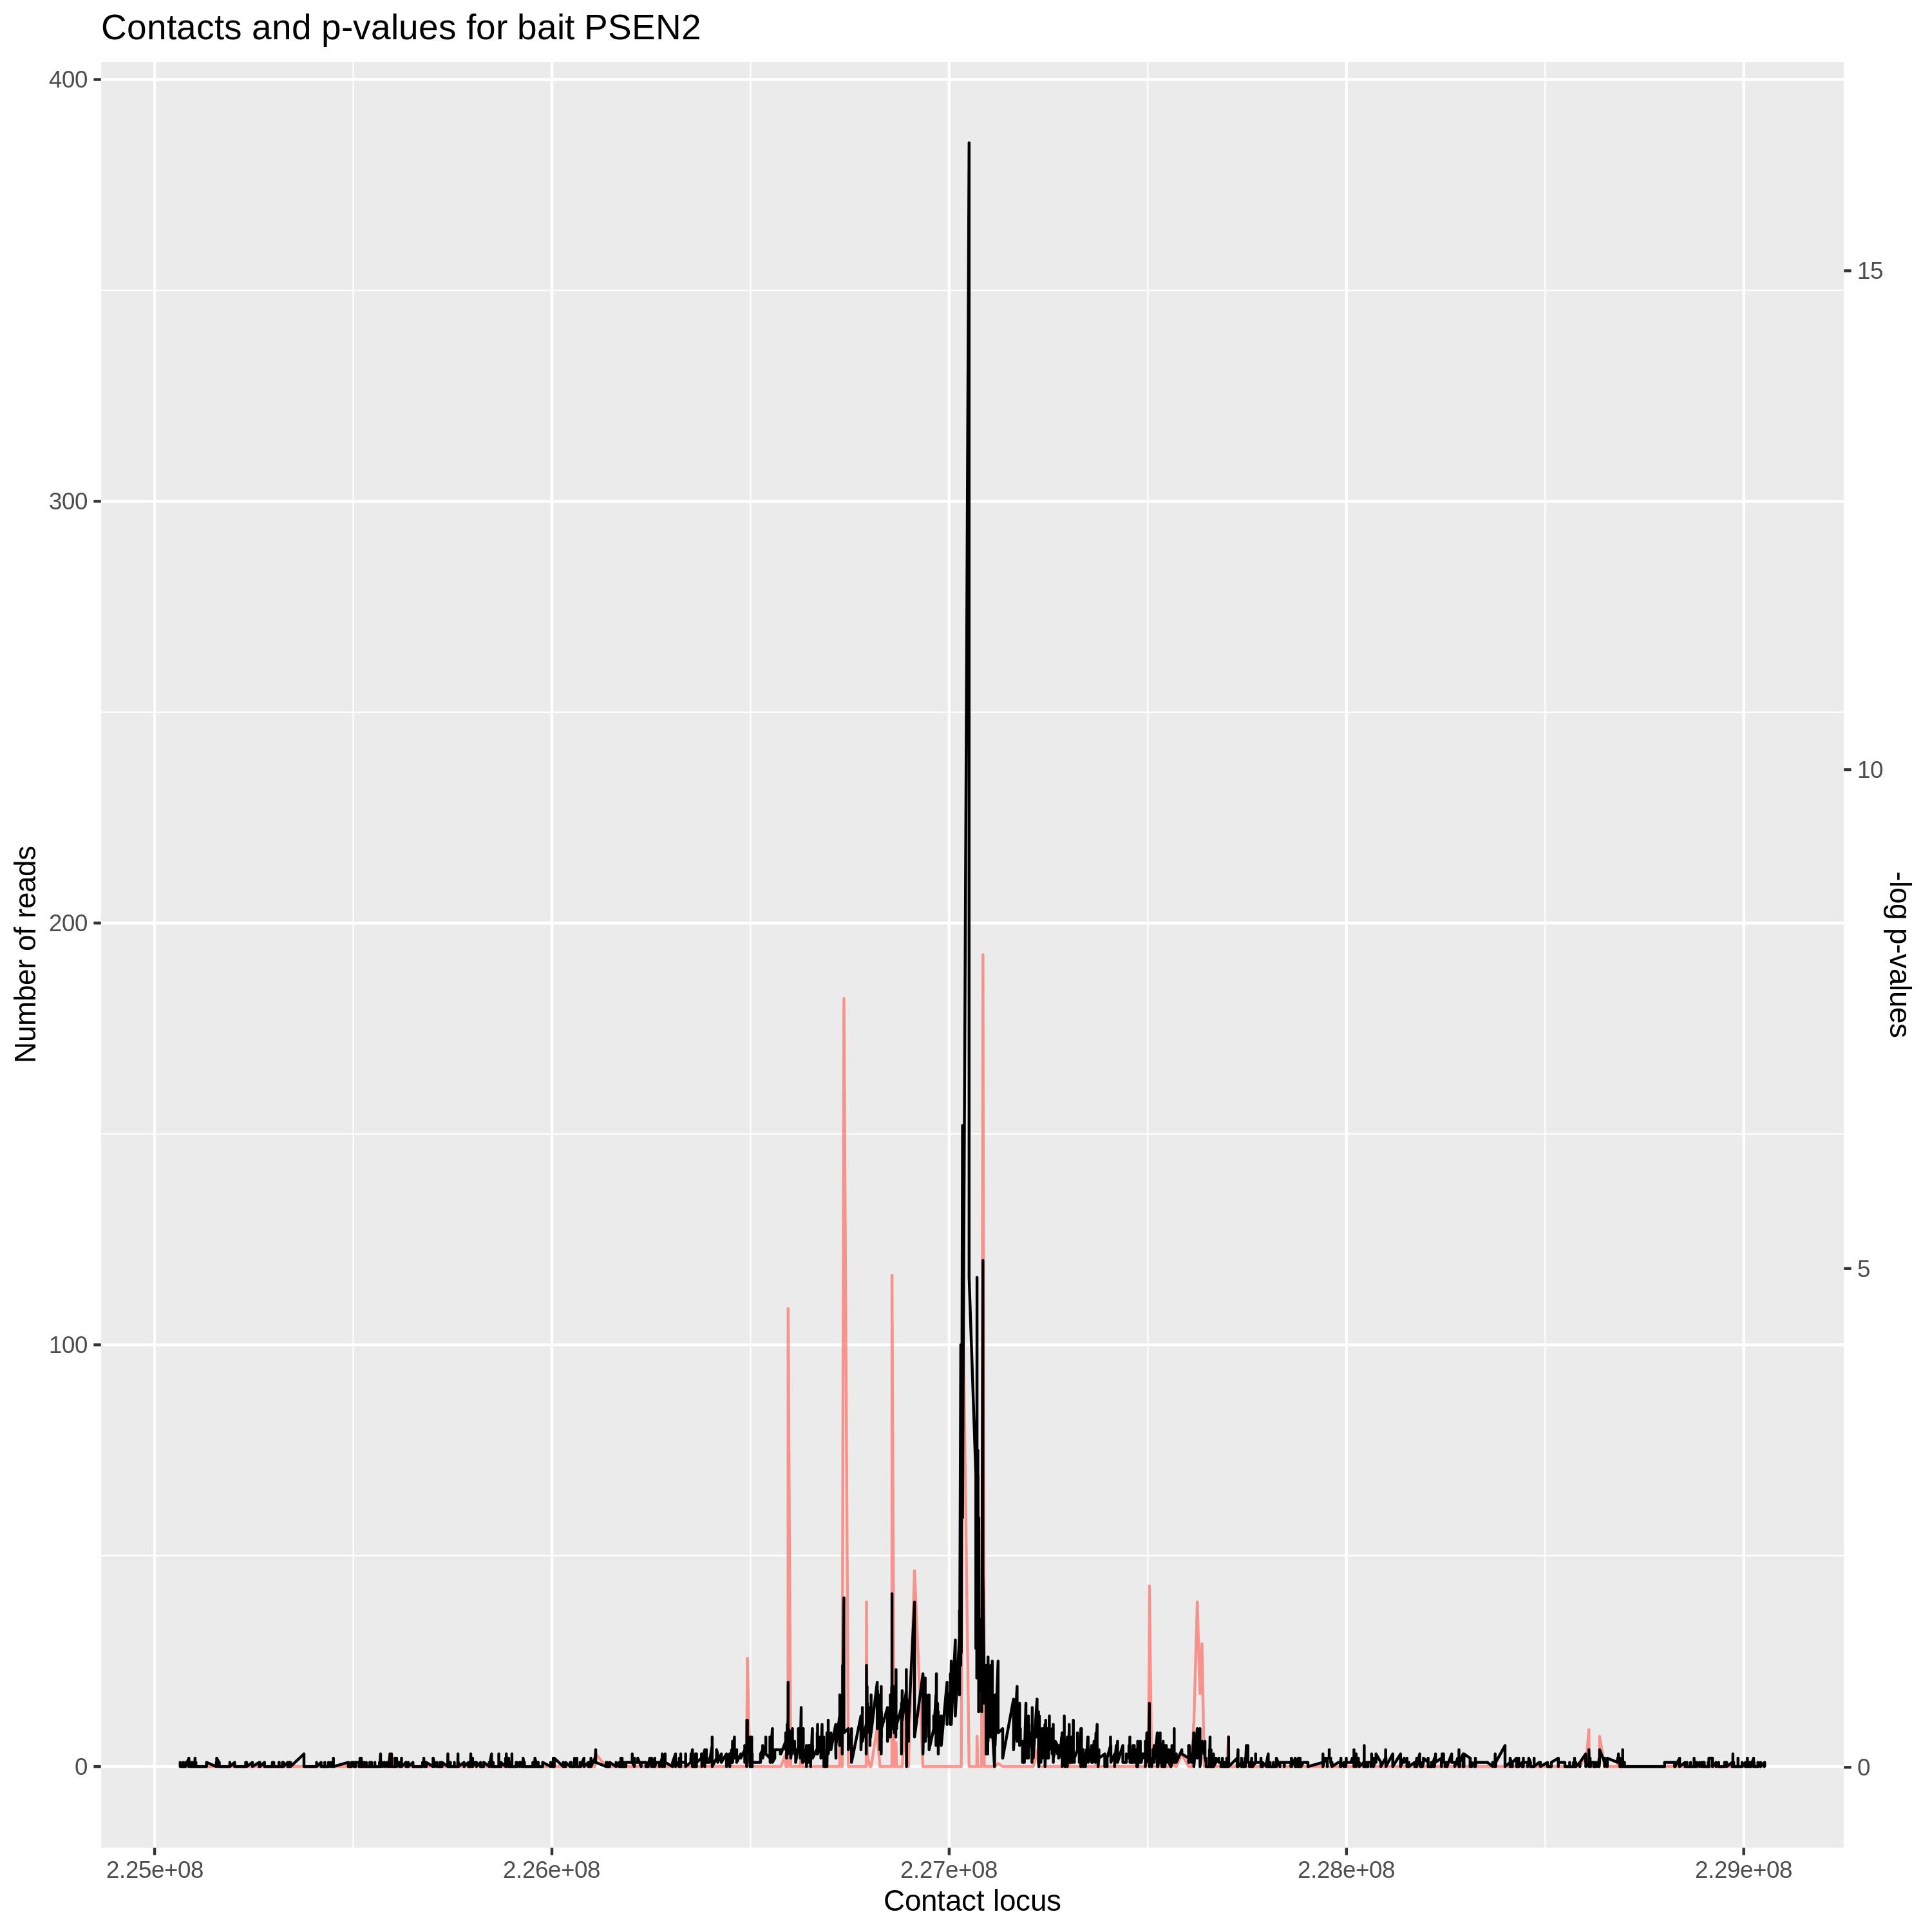 Contacts and p-values for bait PSEN2
400
300
200
100
0
Number of reads
15
10
5
0
-log p-values
2.25e+08
2.26e+08
2.27e+08
2.28e+08
2.29e+08
Contact locus